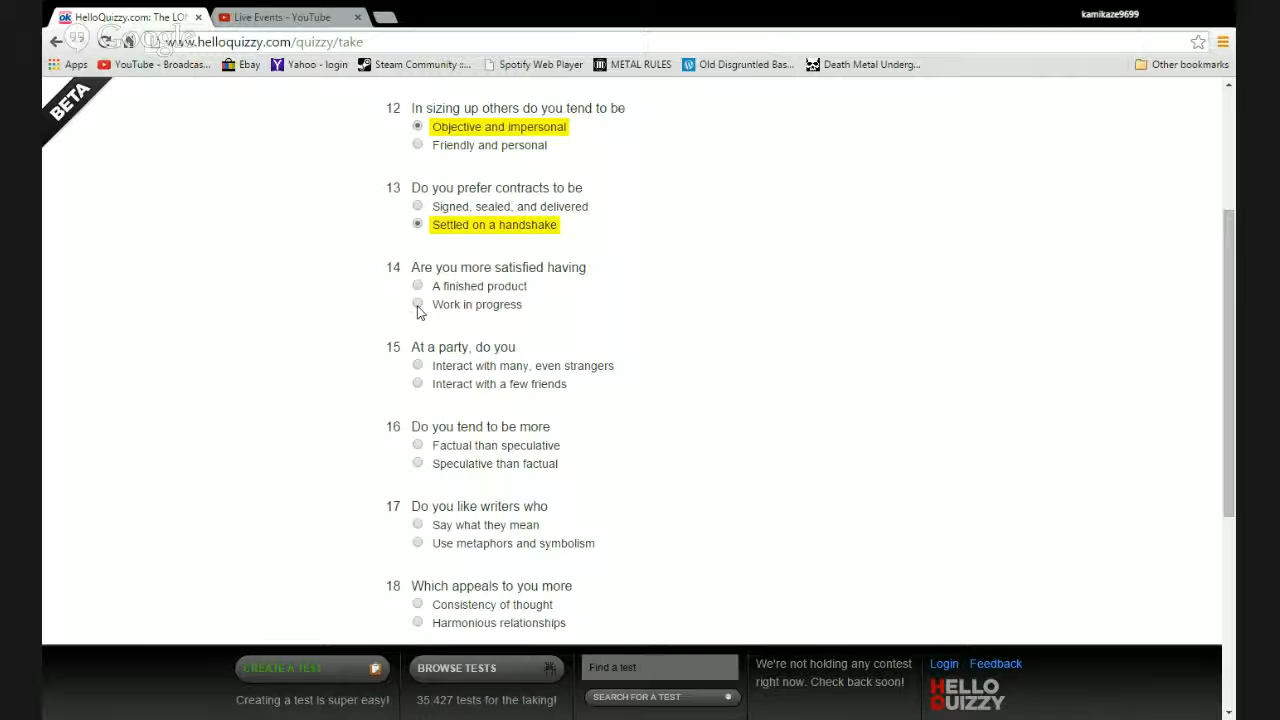 HelloQuizzy.com: The LO
Live Events - YouTube
kamikaze9699
Google
www.helloquizzy.com/quizzy/take
Apps YouTube - Broadcas... Ebay Yahoo - login Steam Community :... Spotify Web Player METAL RULES Old Disgruntled Bas... Death Metal Underg... Other bookmarks
BETA
12 In sizing up others do you tend to be
Objective and impersonal
Friendly and personal
13 Do you prefer contracts to be
Signed, sealed, and delivered
Settled on a handshake
14 Are you more satisfied having
A finished product
Work in progress
15 At a party, do you
Interact with many, even strangers
Interact with a few friends
16 Do you tend to be more
Factual than speculative
Speculative than factual
17 Do you like writers who
Say what they mean
Use metaphors and symbolism
18 Which appeals to you more
Consistency of thought
Harmonious relationships
CREATE A TEST
Creating a test is super easy!
BROWSE TESTS
35,427 tests for the taking!
Find a test
SEARCH FOR A TEST
We're not holding any contest
right now. Check back soon!
Login Feedback
HELLO
QUIZZY